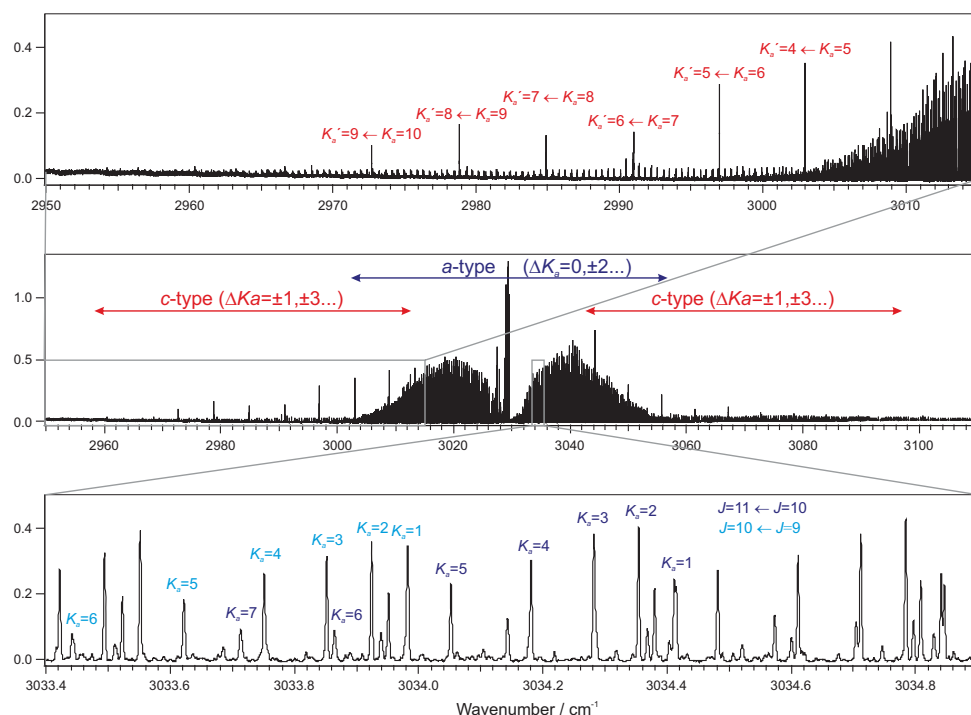 0.4
0.2
0.0
Kₐ´=4 ← Kₐ=5
Kₐ´=5 ← Kₐ=6
Kₐ´=7 ← Kₐ=8
Kₐ´=8 ← Kₐ=9
Kₐ´=6 ← Kₐ=7
Kₐ´=9 ← Kₐ=10
2950 2960 2970 2980 2990 3000 3010
1.0
0.5
0.0
a-type (ΔKₐ=0,±2...)
c-type (ΔKa=±1,±3...) c-type (ΔKa=±1,±3...)
2960 2980 3000 3020 3040 3060 3080 3100
0.4
0.2
0.0
Kₐ=3 Kₐ=2 J=11 ← J=10
Kₐ=2 Kₐ=1 J=10 ← J=9
Kₐ=4 Kₐ=3 Kₐ=4 Kₐ=1
Kₐ=5 Kₐ=5
Kₐ=6 Kₐ=7 Kₐ=6
3033.4 3033.6 3033.8 3034.0 3034.2 3034.4 3034.6 3034.8
Wavenumber / cm⁻¹